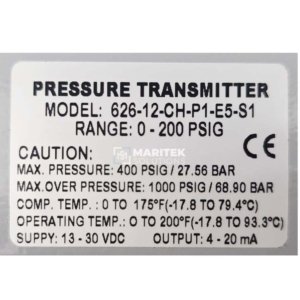 PRESSURE TRANSMITTER
MODEL: 626-12-CH-P1-E5-S1
RANGE: 0 - 200 PSIG
CE
MARITEK
CAUTION:
MAX. PRESSURE: 400 PSI / 27.56 BAR
MAX.OVER PRESSURE: 1000 PSIG / 68.90 BAR
COMP. TEMP.: 0 TO 175°F(-17.8 TO 79.4°C)
OPERATING TEMP.: 0 TO 200°F(-17.8 TO 93.3°C)
SUPPY: 13 - 30 VDC OUTPUT: 4 - 20 mA